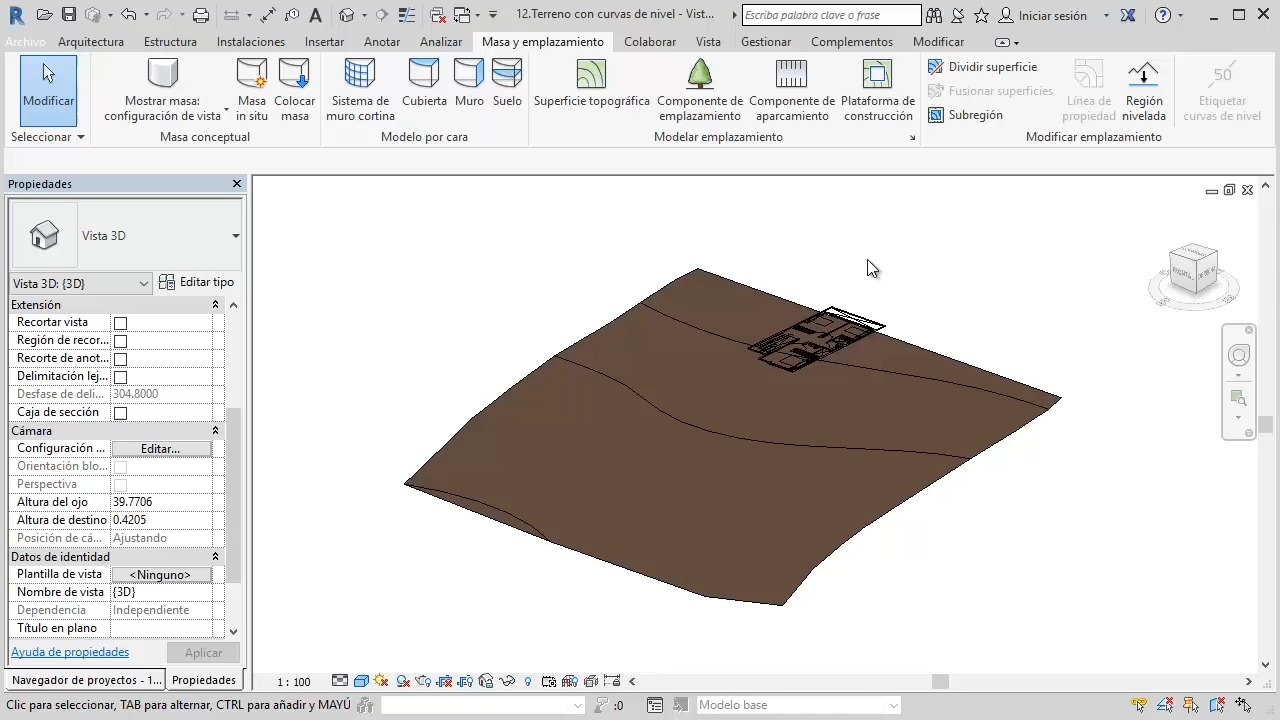 12.Terreno con curvas de nivel - Vist...
Escriba palabra clave o frase
Iniciar sesión
Archivo
Arquitectura
Estructura
Instalaciones
Insertar
Anotar
Analizar
Masa y emplazamiento
Colaborar
Vista
Gestionar
Complementos
Modificar
Modificar
Mostrar masa:
configuración de vista
Masa
in situ
Colocar
masa
Sistema de
muro cortina
Cubierta
Muro
Suelo
Superficie topográfica
Componente de
emplazamiento
Componente de
aparcamiento
Plataforma de
construcción
Dividir superficie
Fusionar superficies
Subregión
Línea de
propiedad
Región
nivelada
50
Etiquetar
curvas de nivel
Seleccionar
Masa conceptual
Modelo por cara
Modelar emplazamiento
Modificar emplazamiento
Propiedades
Vista 3D
Vista 3D: {3D}
Editar tipo
Extensión
Recortar vista
Región de recor...
Recorte de anot...
Delimitación lej...
Desfase de deli... 304.8000
Caja de sección
Cámara
Configuración ... Editar...
Orientación blo...
Perspectiva
Altura del ojo 39.7706
Altura de destino 0.4205
Posición de cá... Ajustando
Datos de identidad
Plantilla de vista <Ninguno>
Nombre de vista {3D}
Dependencia Independiente
Título en plano
Ayuda de propiedades
Aplicar
Navegador de proyectos - 1...
Propiedades
1 : 100
Clic para seleccionar, TAB para alternar, CTRL para añadir y MAYÚ
:0
Modelo base